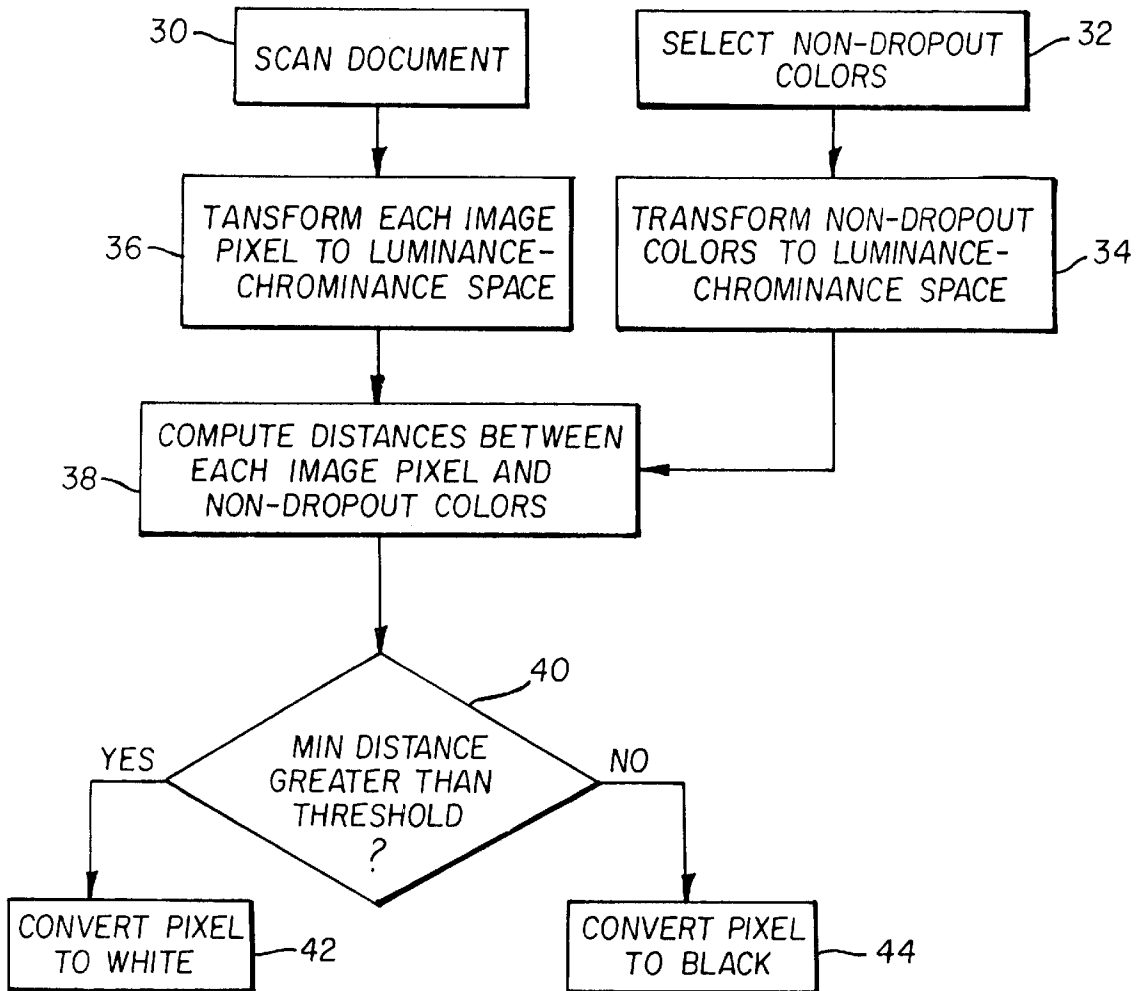 30
SCAN DOCUMENT
SELECT NON-DROPOUT
COLORS
32
36
TANSFORM EACH IMAGE
PIXEL TO LUMINANCE-
CHROMINANCE SPACE
TRANSFORM NON-DROPOUT
COLORS TO LUMINANCE-
CHROMINANCE SPACE
34
38
COMPUTE DISTANCES BETWEEN
EACH IMAGE PIXEL AND
NON-DROPOUT COLORS
40
YES
MIN DISTANCE
GREATER THAN
THRESHOLD
?
NO
CONVERT PIXEL
TO WHITE
42
CONVERT PIXEL
TO BLACK
44